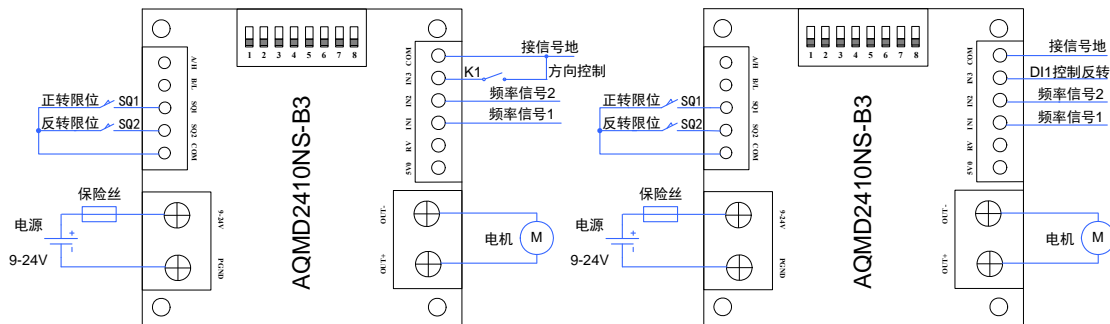 1 2 3 4 5 6 7 8
A/H
B/L
SQ1
SQ2
COM
正转限位
SQ1
反转限位
SQ2
保险丝
电源
9-24V
9-24V
PGND
AQMD2410NS-B3
COM
IN3
IN2
IN1
RV
5V0
接信号地
K1
方向控制
频率信号2
频率信号1
OUT-
OUT+
电机
M
1 2 3 4 5 6 7 8
A/H
B/L
SQ1
SQ2
COM
正转限位
SQ1
反转限位
SQ2
保险丝
电源
9-24V
9-24V
PGND
AQMD2410NS-B3
COM
IN3
IN2
IN1
RV
5V0
接信号地
DI1控制反转
频率信号2
频率信号1
OUT-
OUT+
电机
M